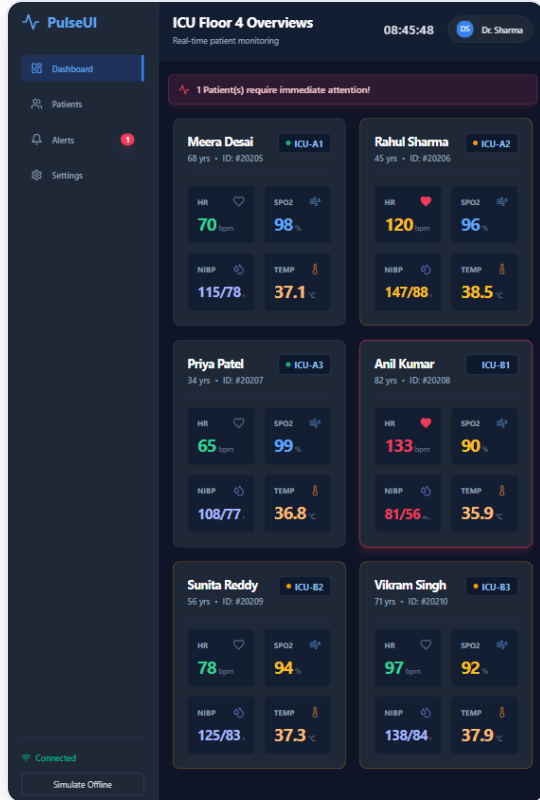 PulseUI
Dashboard
Patients
Alerts
1
Settings
Connected
Simulate Offline
ICU Floor 4 Overviews
Real-time patient monitoring
08:45:48
DS
Dr. Sharma
1 Patient(s) require immediate attention!
Meera Desai
ICU-A1
68 yrs • ID: #20205
HR
70 bpm
SPO2
98 %
NIBP
115/78
TEMP
37.1 °C
Rahul Sharma
ICU-A2
45 yrs • ID: #20206
HR
120 bpm
SPO2
96 %
NIBP
147/88
TEMP
38.5 °C
Priya Patel
ICU-A3
34 yrs • ID: #20207
HR
65 bpm
SPO2
99 %
NIBP
108/77
TEMP
36.8 °C
Anil Kumar
ICU-B1
82 yrs • ID: #20208
HR
133 bpm
SPO2
90 %
NIBP
81/56
TEMP
35.9 °C
Sunita Reddy
ICU-B2
56 yrs • ID: #20209
HR
78 bpm
SPO2
94 %
NIBP
125/83
TEMP
37.3 °C
Vikram Singh
ICU-B3
71 yrs • ID: #20210
HR
97 bpm
SPO2
92 %
NIBP
138/84
TEMP
37.9 °C